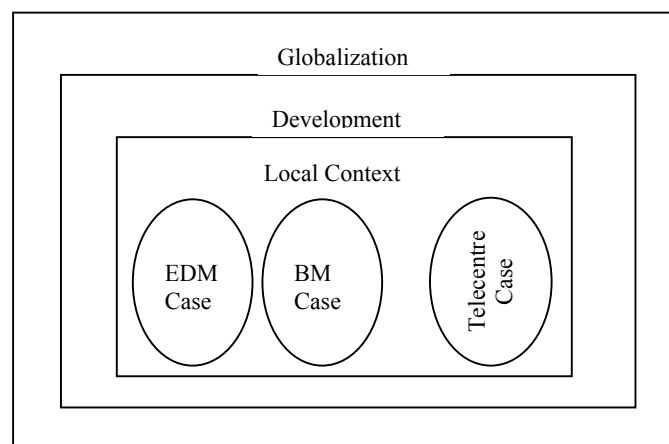 Globalization
Development
Local Context
EDM
Case
BM
Case
Telecentre
Case